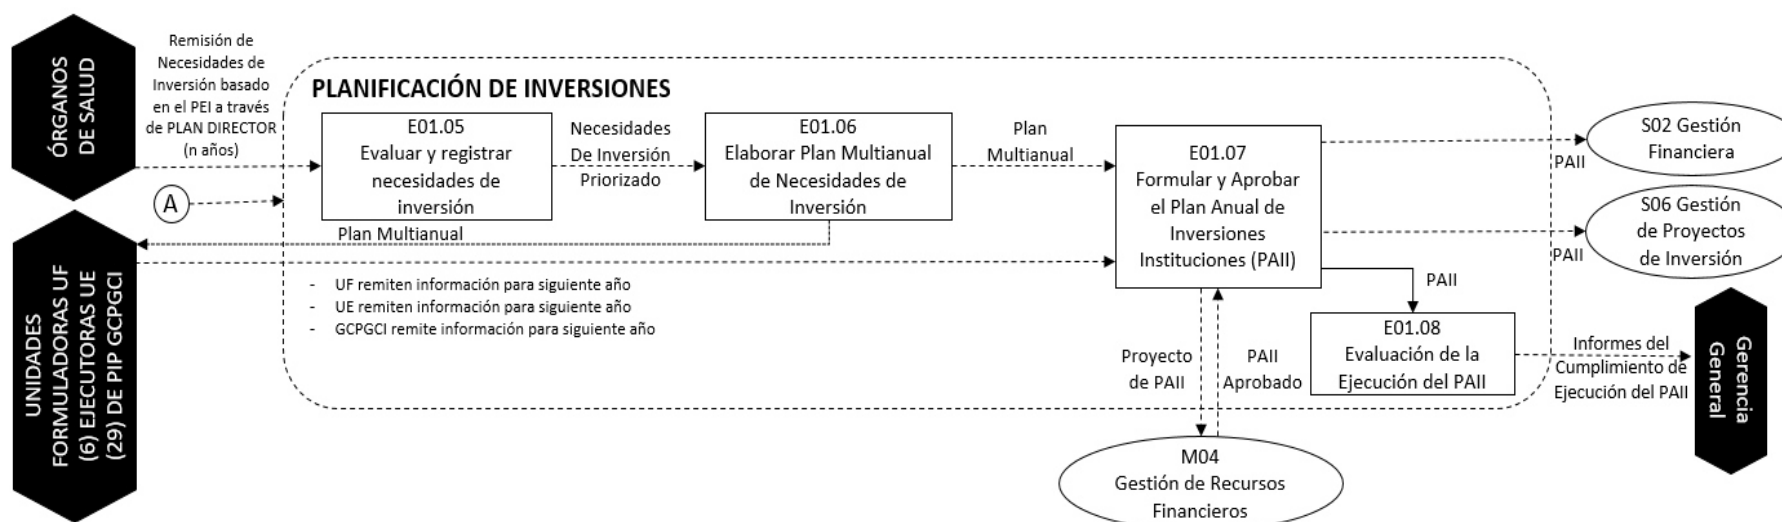 ÓRGANOS
DE SALUD
Remisión de
Necesidades de
Inversión basado
en el PEI a través
de PLAN DIRECTOR
(n años)
A
PLANIFICACIÓN DE INVERSIONES
E01.05
Evaluar y registrar
necesidades de
inversión
Necesidades
De Inversión
Priorizado
E01.06
Elaborar Plan Multianual
de Necesidades de
Inversión
Plan
Multianual
E01.07
Formular y Aprobar
el Plan Anual de
Inversiones
Instituciones (PAII)
PAII
S02 Gestión
Financiera
PAII
S06 Gestión
de Proyectos
de Inversión
Plan Multianual
UNIDADES
FORMULADORAS UF
(6) EJECUTORAS UE
(29) DE PIP GCPGCI
- UF remiten información para siguiente año
- UE remiten información para siguiente año
- GCPGCI remite información para siguiente año
PAII
E01.08
Evaluación de la
Ejecución del PAII
Informes del
Cumplimiento de
Ejecución del PAII
Gerencia
General
Proyecto
de PAII
PAII
Aprobado
M04
Gestión de Recursos
Financieros